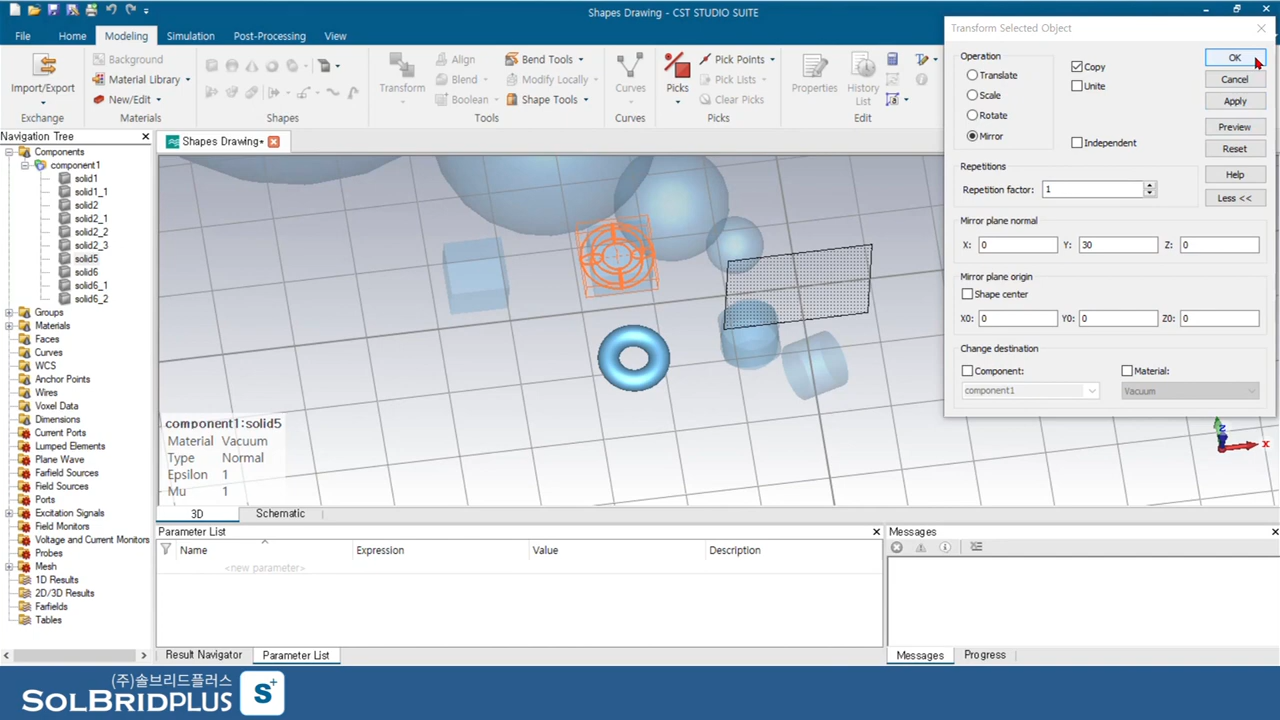 Shapes Drawing - CST STUDIO SUITE
File
Home
Modeling
Simulation
Post-Processing
View
Import/Export
Exchange
Background
Material Library
New/Edit
Materials
Shapes
Transform
Align
Blend
Boolean
Bend Tools
Modify Locally
Shape Tools
Tools
Curves
Curves
Picks
Pick Points
Pick Lists
Clear Picks
Picks
Properties
History
List
Edit
Navigation Tree
Components
component1
solid1
solid1_1
solid2
solid2_1
solid2_2
solid2_3
solid5
solid6
solid6_1
solid6_2
Groups
Materials
Faces
Curves
WCS
Anchor Points
Wires
Voxel Data
Dimensions
Current Ports
Lumped Elements
Plane Wave
Farfield Sources
Field Sources
Ports
Excitation Signals
Field Monitors
Voltage and Current Monitors
Probes
Mesh
1D Results
2D/3D Results
Farfields
Tables
Shapes Drawing*
component1:solid5
Material Vacuum
Type Normal
Epsilon 1
Mu 1
z
x
3D
Schematic
Transform Selected Object
Operation
Translate
Scale
Rotate
Mirror
Copy
Unite
Independent
OK
Cancel
Apply
Preview
Reset
Help
Less <<
Repetitions
Repetition factor: 1
Mirror plane normal
X: 0 Y: 30 Z: 0
Mirror plane origin
Shape center
X0: 0 Y0: 0 Z0: 0
Change destination
Component:
component1
Material:
Vacuum
Parameter List
Name Expression Value Description
<new parameter>
Result Navigator
Parameter List
Messages
Messages
Progress
(주)솔브리드플러스
SOLBRIDPLUS
S+